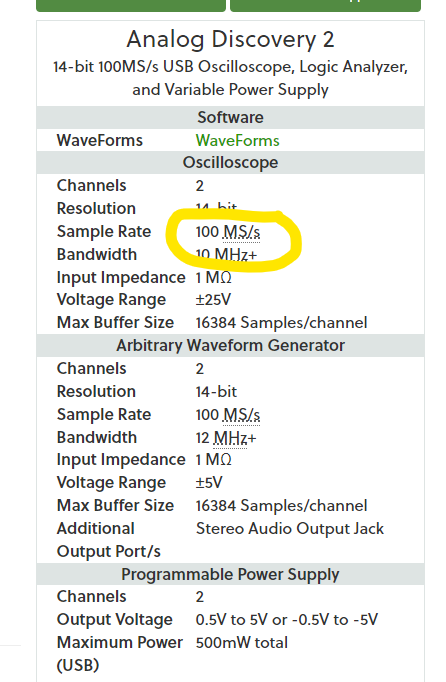 Analog Discovery 2
14-bit 100MS/s USB Oscilloscope, Logic Analyzer,
and Variable Power Supply
Software
WaveForms WaveForms
Oscilloscope
Channels 2
Resolution 14-bit
Sample Rate 100 MS/s
Bandwidth 10 MHz+
Input Impedance 1 MΩ
Voltage Range ±25V
Max Buffer Size 16384 Samples/channel
Arbitrary Waveform Generator
Channels 2
Resolution 14-bit
Sample Rate 100 MS/s
Bandwidth 12 MHz+
Input Impedance 1 MΩ
Voltage Range ±5V
Max Buffer Size 16384 Samples/channel
Additional Stereo Audio Output Jack
Output Port/s
Programmable Power Supply
Channels 2
Output Voltage 0.5V to 5V or -0.5V to -5V
Maximum Power 500mW total
(USB)